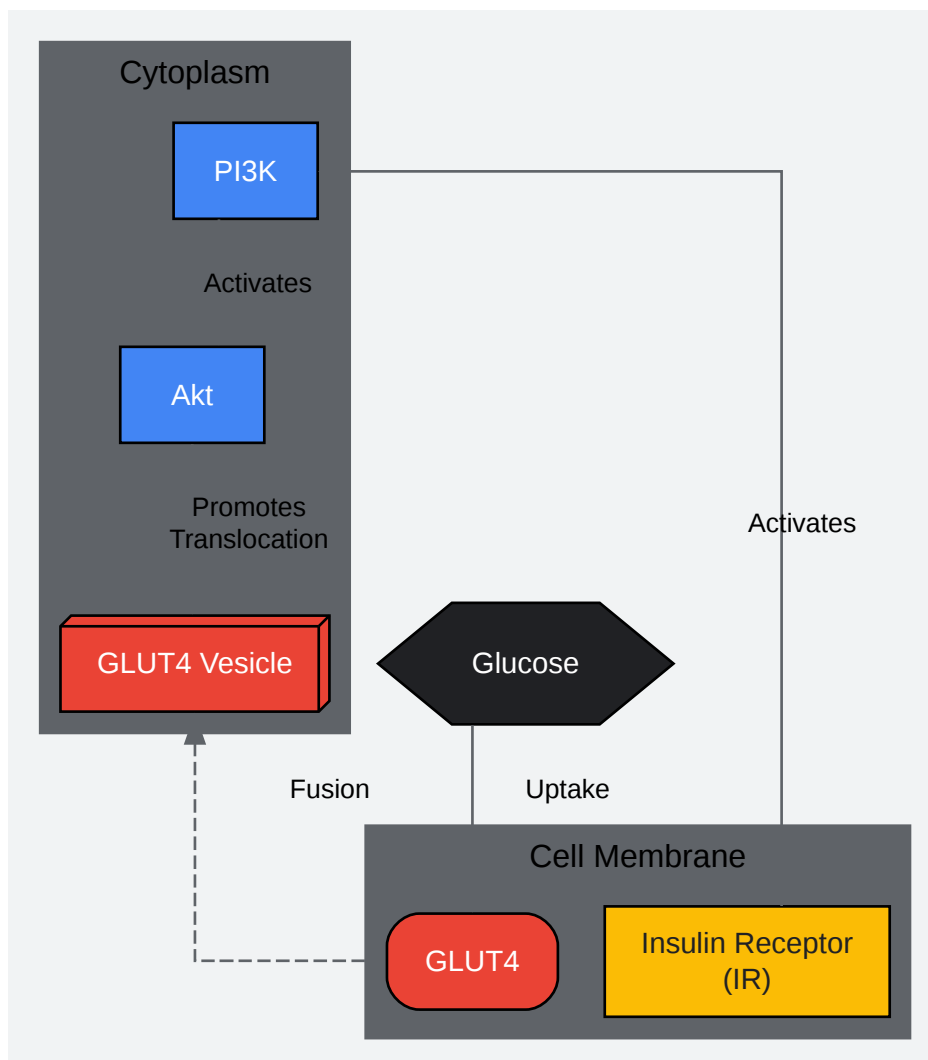 Cytoplasm
PI3K
Activates
Akt
Promotes
Translocation
Activates
GLUT4 Vesicle
Glucose
Fusion
Uptake
Cell Membrane
GLUT4
Insulin Receptor
(IR)